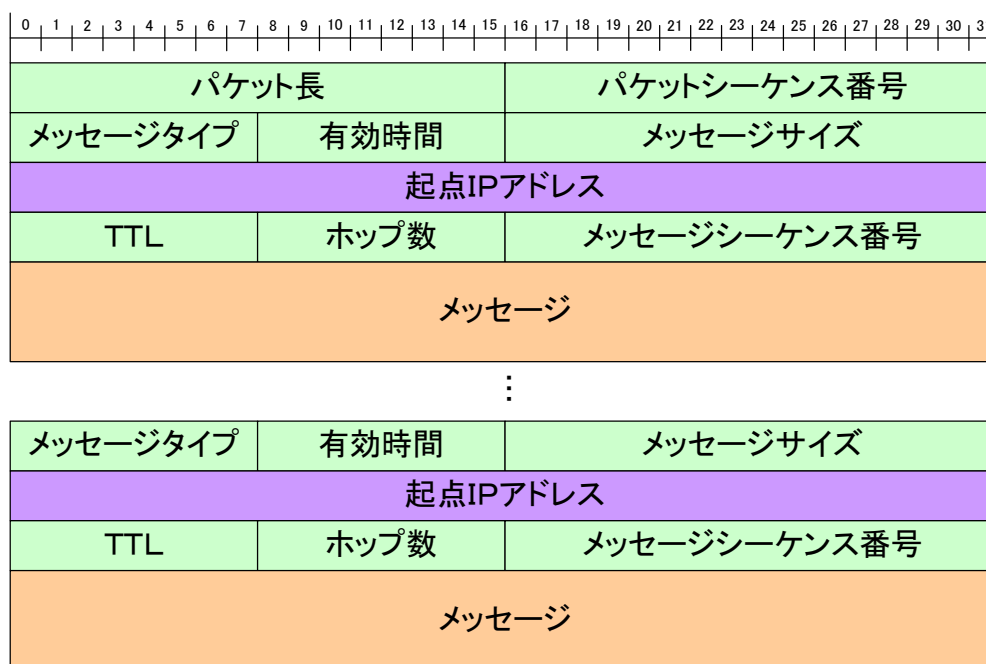 0 1 2 3 4 5 6 7 8 9 10 11 12 13 14 15 16 17 18 19 20 21 22 23 24 25 26 27 28 29 30 3
パケット長 パケットシーケンス番号
メッセージタイプ 有効時間 メッセージサイズ
起点IPアドレス
TTL ホップ数 メッセージシーケンス番号
メッセージ
⋮
メッセージタイプ 有効時間 メッセージサイズ
起点IPアドレス
TTL ホップ数 メッセージシーケンス番号
メッセージ